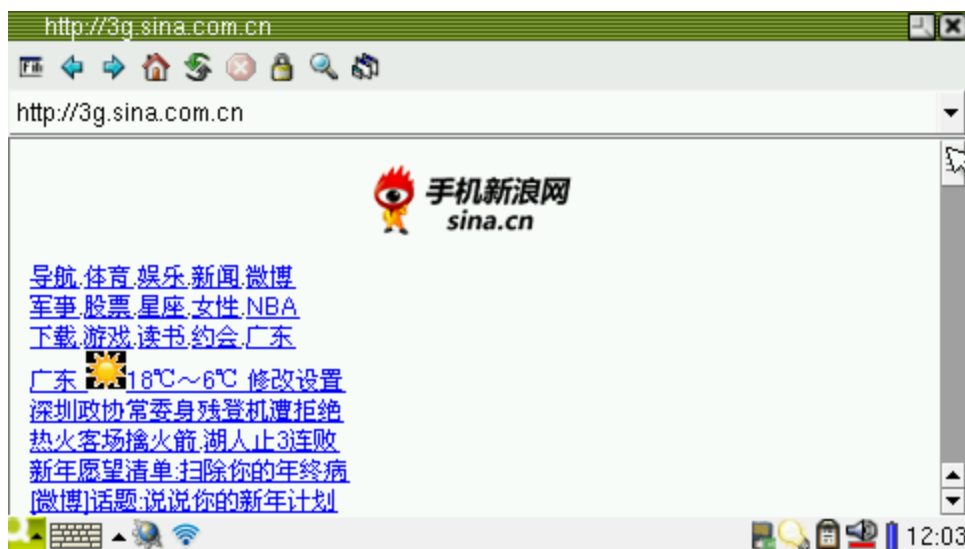 http://3g.sina.com.cn
http://3g.sina.com.cn
手机新浪网
sina.cn
导航.体育.娱乐.新闻.微博
军事.股票.星座.女性.NBA
下载.游戏.读书.约会.广东
广东 18℃~6℃ 修改设置
深圳政协常委身残登机遭拒绝
热火客场擒火箭.湖人止3连败
新年愿望清单:扫除你的年终病
[微博]话题:说说你的新年计划
12:03